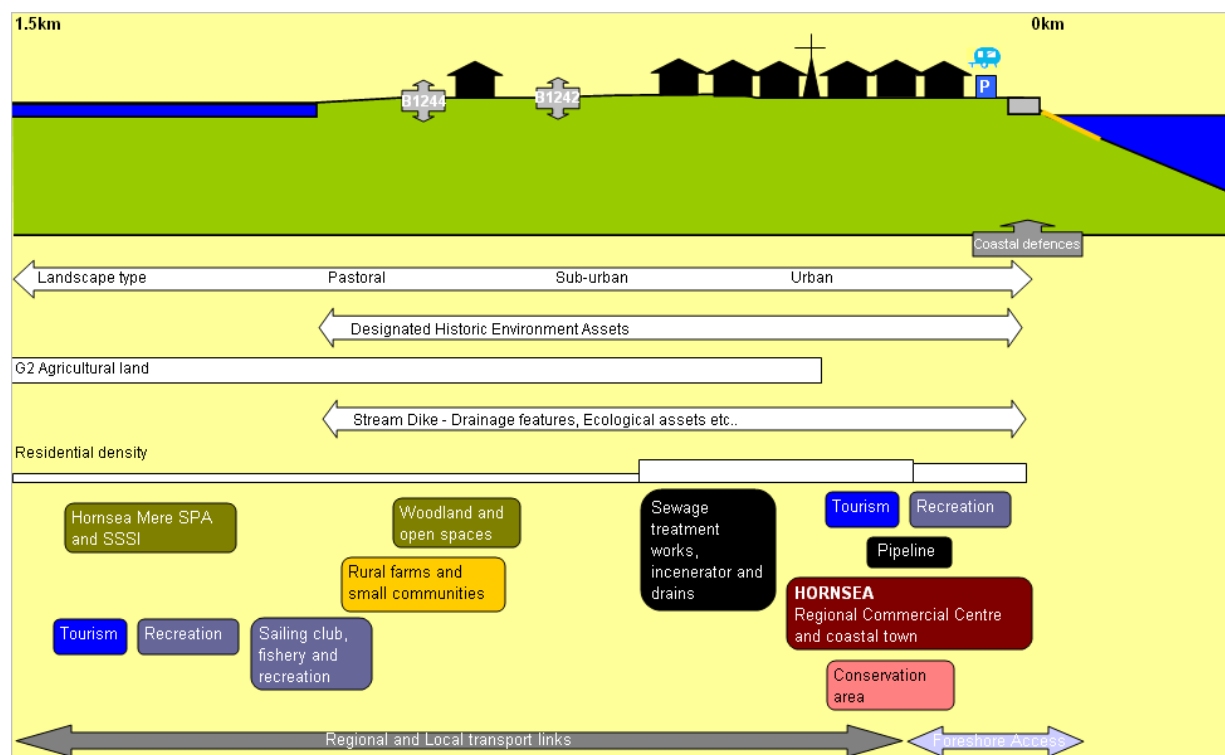 1.5km
0km
B1244
B1242
P
Coastal defences
Landscape type
Pastoral
Sub-urban
Urban
Designated Historic Environment Assets
G2 Agricultural land
Stream Dike - Drainage features, Ecological assets etc..
Residential density
Hornsea Mere SPA
and SSSI
Woodland and
open spaces
Sewage
treatment
works,
incenerator and
drains
Tourism
Recreation
Pipeline
Rural farms and
small communities
HORNSEA
Regional Commercial Centre
and coastal town
Tourism
Recreation
Sailing club,
fishery and
recreation
Conservation
area
Regional and Local transport links
Foreshore Access